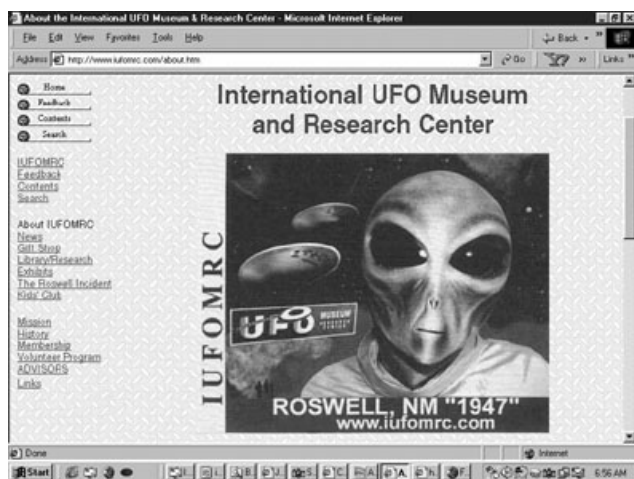 About the International UFO Museum & Research Center - Microsoft Internet Explorer
File Edit View Favorites Tools Help
Back
Address http://www.iufomrc.com/about.htm Go Links
Home
Feedback
Contents
Search
International UFO Museum
and Research Center
IUFOMRC
Feedback
Contents
Search
About IUFOMRC
News
Gift Shop
Library/Research
Exhibits
The Roswell Incident
Kids' Club
Mission
History
Membership
Volunteer Program
ADVISORS
Links
IUFOMRC
UFO MUSEUM
ROSWELL, NM "1947"
www.iufomrc.com
Done Internet
Start 6:56 AM